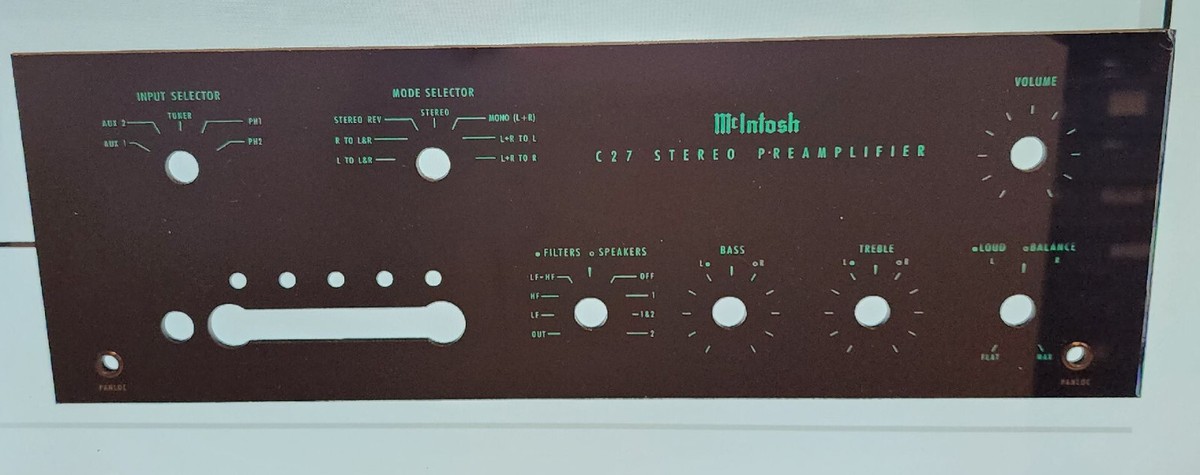 INPUT SELECTOR
AUX 2
TUNER
PH1
AUX 1
PH2
MODE SELECTOR
STEREO REV
STEREO
MONO (L+R)
R TO L&R
L+R TO L
L TO L&R
L+R TO R
McIntosh
C27 STEREO PREAMPLIFIER
VOLUME
FILTERS
SPEAKERS
LF-HF
OFF
HF
1
LF
1&2
OUT
2
BASS
L
R
TREBLE
L
R
LOUD
BALANCE
L
R
FLAT
MAX
PANLOC
PANLOC